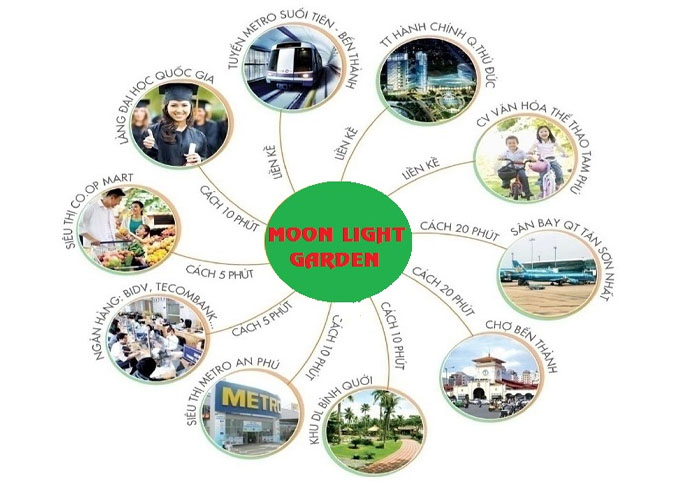 MOON LIGHT
GARDEN
TUYẾN METRO SUỐI TIÊN - BẾN THÀNH
LIỀN KỀ
TT HÀNH CHÍNH Q.THỦ ĐỨC
LIỀN KỀ
CV VĂN HÓA THỂ THAO TAM PHÚ
LIỀN KỀ
SÂN BAY QT TÂN SƠN NHẤT
CÁCH 20 PHÚT
CHỢ BẾN THÀNH
CÁCH 20 PHÚT
KHU DL BÌNH QUỚI
CÁCH 10 PHÚT
SIÊU THỊ METRO AN PHÚ
CÁCH 10 PHÚT
METRO
NGÂN HÀNG: BIDV, TECOMBANK...
CÁCH 5 PHÚT
SIÊU THỊ CO.OP MART
CÁCH 5 PHÚT
LÀNG ĐẠI HỌC QUỐC GIA
CÁCH 10 PHÚT